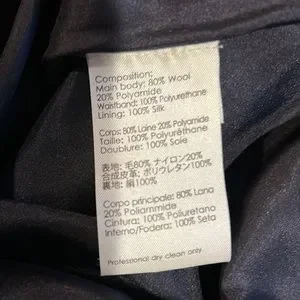 Composition:
Main body: 80% Wool
20% Polyamide
Waistband: 100% Polyurethane
Lining: 100% Silk
Corps: 80% Laine 20% Polyamide
Taille: 100% Polyuréthane
Doublure: 100% Soie
表地: 毛80% ナイロン20%
合成皮革: ポリウレタン100%
裏地: 絹100%
Corpo principale: 80% Lana
20% Poliammide
Cintura: 100% Poliuretano
Interno/Fodera: 100% Seta
Professional dry clean only